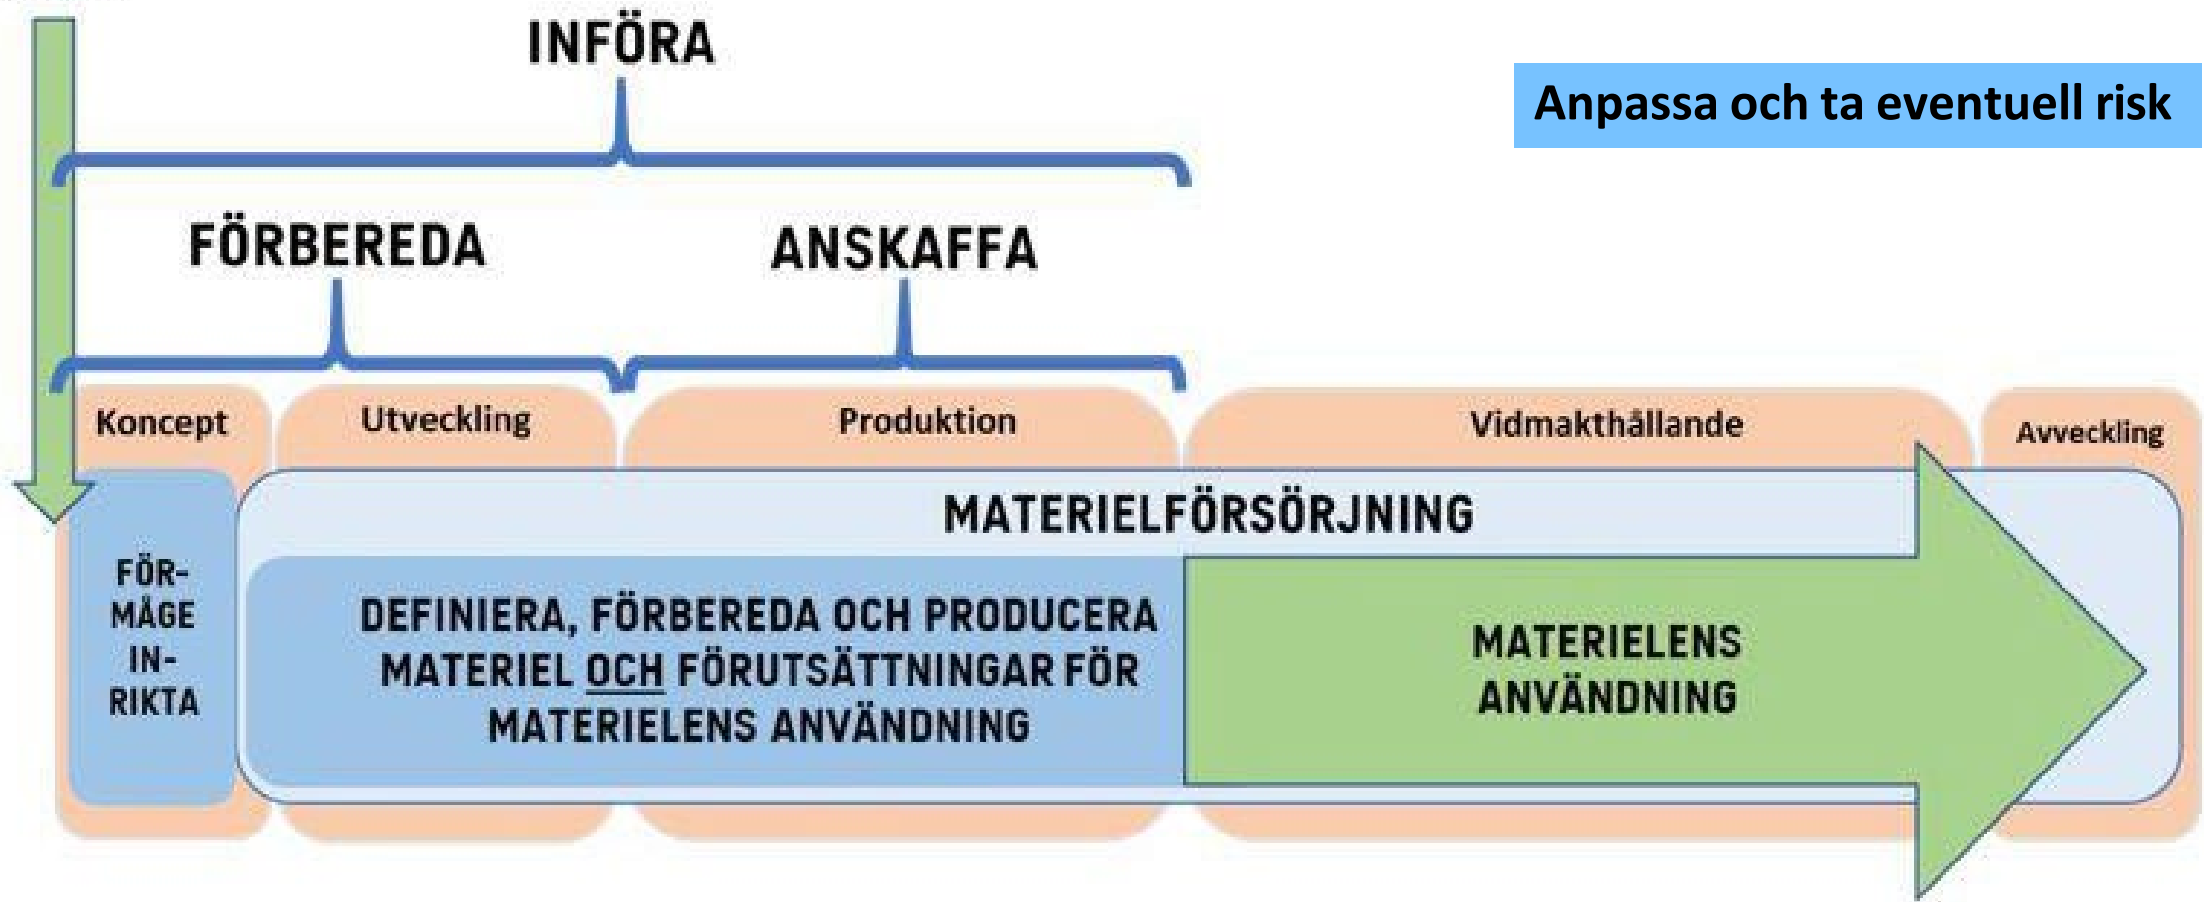 INFÖRA
Anpassa och ta eventuell risk
FÖRBEREDA
ANSKAFFA
Koncept
Utveckling
Produktion
Vidmakthållande
Avveckling
MATERIELFÖRSÖRJNING
FÖR-
MÅGE
IN-
RIKTA
DEFINIERA, FÖRBEREDA OCH PRODUCERA
MATERIEL OCH FÖRUTSÄTTNINGAR FÖR
MATERIELENS ANVÄNDNING
MATERIELENS
ANVÄNDNING